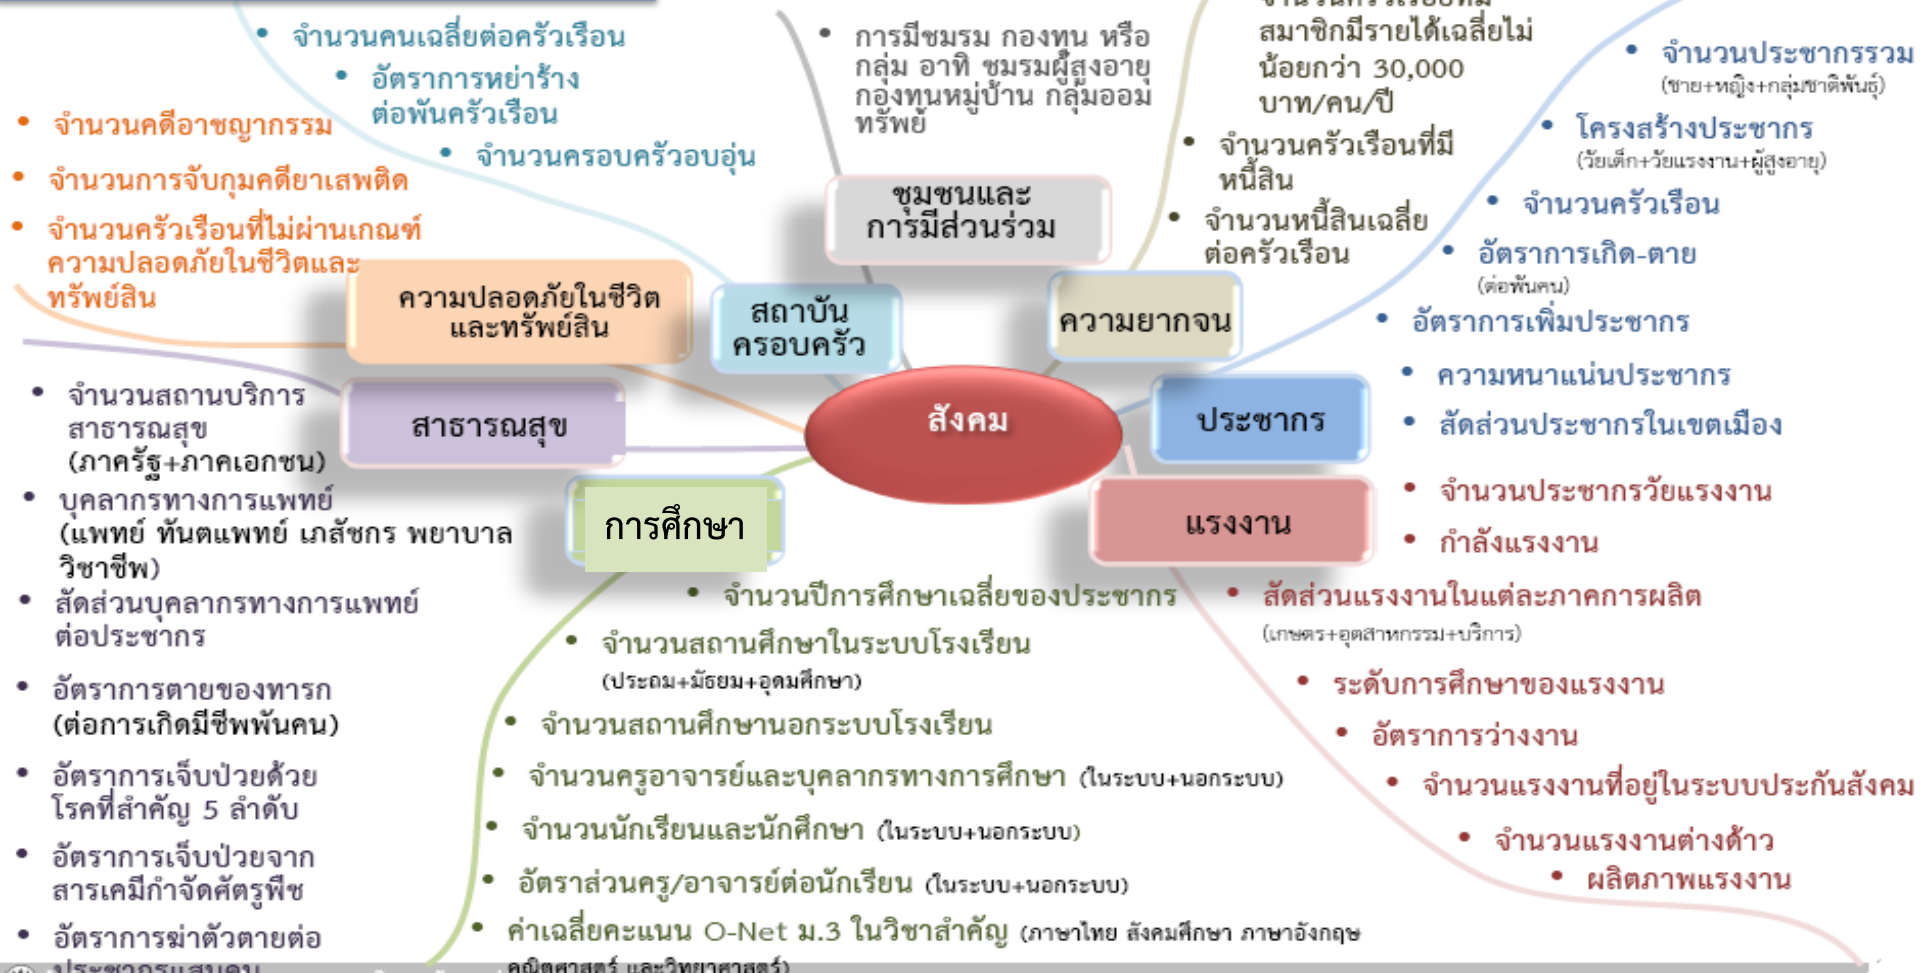 จำนวนคนเฉลี่ยต่อครัวเรือน
อัตราการหย่าร้าง
ต่อพันครัวเรือน
จำนวนครอบครัวอบอุ่น
จำนวนคดีอาชญากรรม
จำนวนการจับกุมคดียาเสพติด
จำนวนครัวเรือนที่ไม่ผ่านเกณฑ์
ความปลอดภัยในชีวิตและ
ทรัพย์สิน
การมีชมรม กองทุน หรือ
กลุ่ม อาทิ ชมรมผู้สูงอายุ
กองทุนหมู่บ้าน กลุ่มออม
ทรัพย์
จำนวนครัวเรือนที่มี
สมาชิกมีรายได้เฉลี่ยไม่
น้อยกว่า 30,000
บาท/คน/ปี
จำนวนครัวเรือนที่มี
หนี้สิน
จำนวนหนี้สินเฉลี่ย
ต่อครัวเรือน
จำนวนประชากรรวม
(ชาย+หญิง+กลุ่มชาติพันธุ์)
โครงสร้างประชากร
(วัยเด็ก+วัยแรงงาน+ผู้สูงอายุ)
จำนวนครัวเรือน
อัตราการเกิด-ตาย
(ต่อพันคน)
อัตราการเพิ่มประชากร
ความหนาแน่นประชากร
สัดส่วนประชากรในเขตเมือง
ชุมชนและ
การมีส่วนร่วม
ความปลอดภัยในชีวิต
และทรัพย์สิน
สถาบัน
ครอบครัว
ความยากจน
สาธารณสุข
สังคม
ประชากร
การศึกษา
แรงงาน
จำนวนสถานบริการ
สาธารณสุข
(ภาครัฐ+ภาคเอกชน)
บุคลากรทางการแพทย์
(แพทย์ ทันตแพทย์ เภสัชกร พยาบาล
วิชาชีพ)
สัดส่วนบุคลากรทางการแพทย์
ต่อประชากร
อัตราการตายของทารก
(ต่อการเกิดมีชีพพันคน)
อัตราการเจ็บป่วยด้วย
โรคที่สำคัญ 5 ลำดับ
อัตราการเจ็บป่วยจาก
สารเคมีกำจัดศัตรูพืช
อัตราการฆ่าตัวตายต่อ
ประชากรแสนคน
จำนวนปีการศึกษาเฉลี่ยของประชากร
จำนวนสถานศึกษาในระบบโรงเรียน
(ประถม+มัธยม+อุดมศึกษา)
จำนวนสถานศึกษานอกระบบโรงเรียน
จำนวนครูอาจารย์และบุคลากรทางการศึกษา (ในระบบ+นอกระบบ)
จำนวนนักเรียนและนักศึกษา (ในระบบ+นอกระบบ)
อัตราส่วนครู/อาจารย์ต่อนักเรียน (ในระบบ+นอกระบบ)
ค่าเฉลี่ยคะแนน O-Net ม.3 ในวิชาสำคัญ (ภาษาไทย สังคมศึกษา ภาษาอังกฤษ
คณิตศาสตร์ และวิทยาศาสตร์)
จำนวนประชากรวัยแรงงาน
กำลังแรงงาน
สัดส่วนแรงงานในแต่ละภาคการผลิต
(เกษตร+อุตสาหกรรม+บริการ)
ระดับการศึกษาของแรงงาน
อัตราการว่างงาน
จำนวนแรงงานที่อยู่ในระบบประกันสังคม
จำนวนแรงงานต่างด้าว
ผลิตภาพแรงงาน